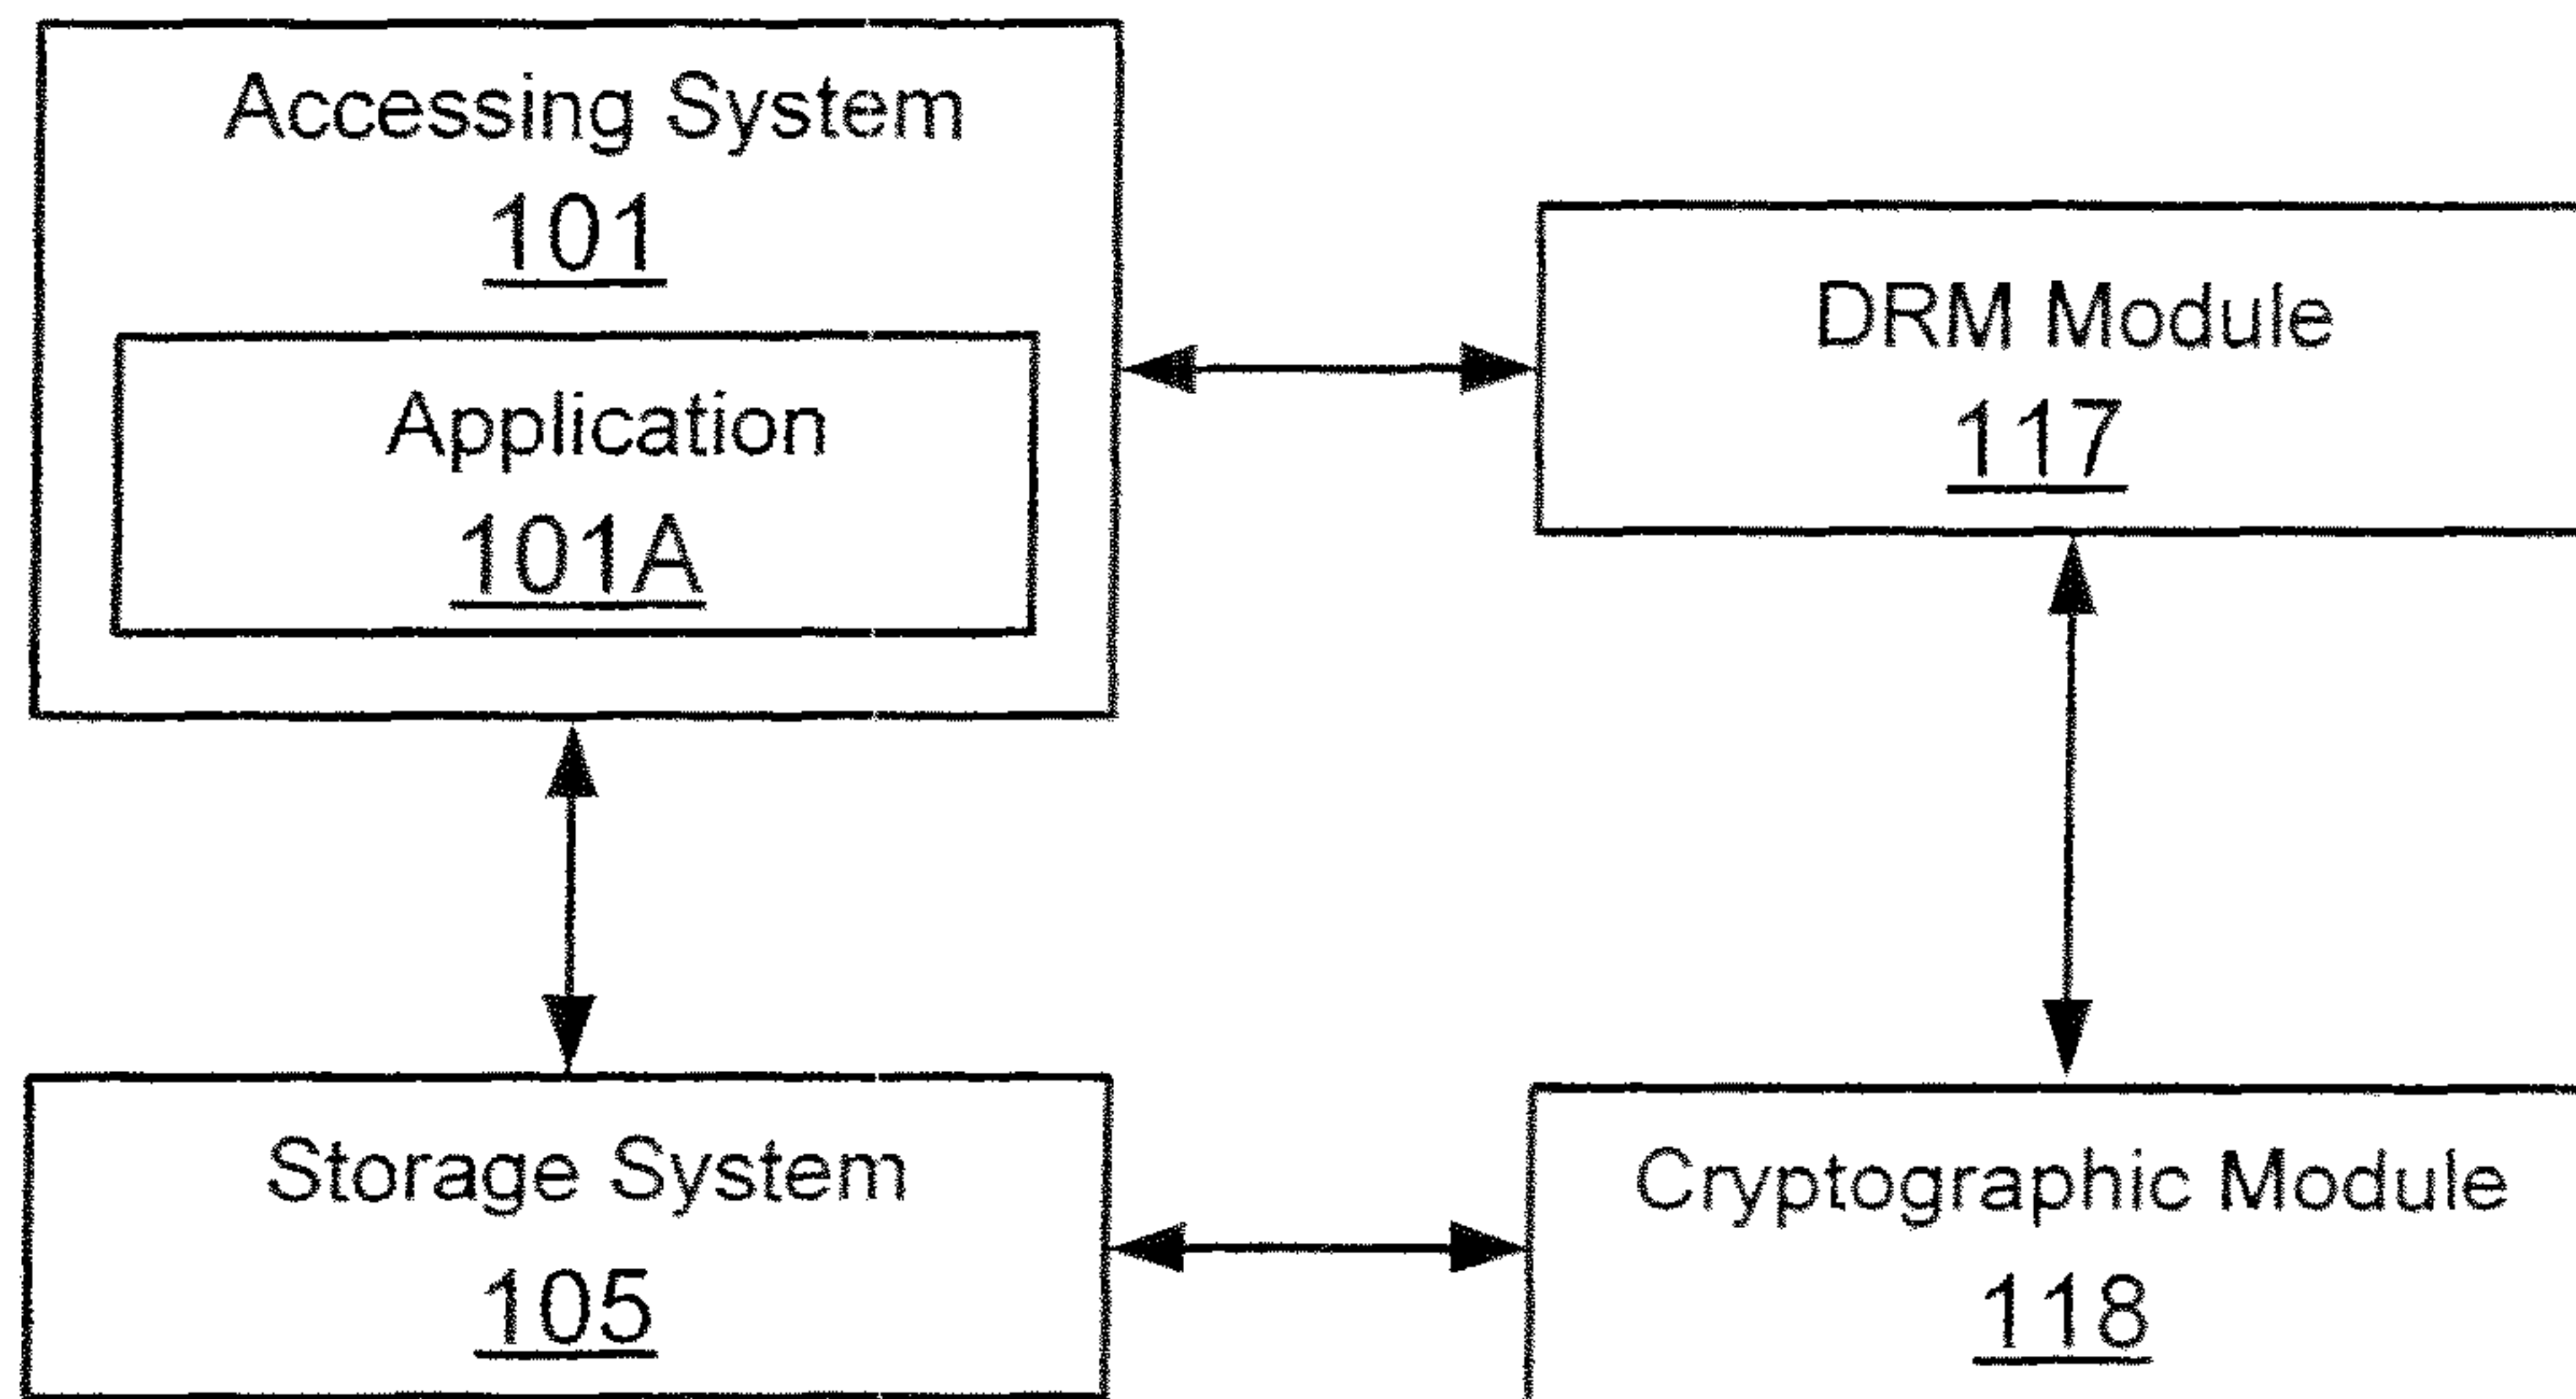 Accessing System
101
Application
101A
DRM Module
117
Storage System
105
Cryptographic Module
118